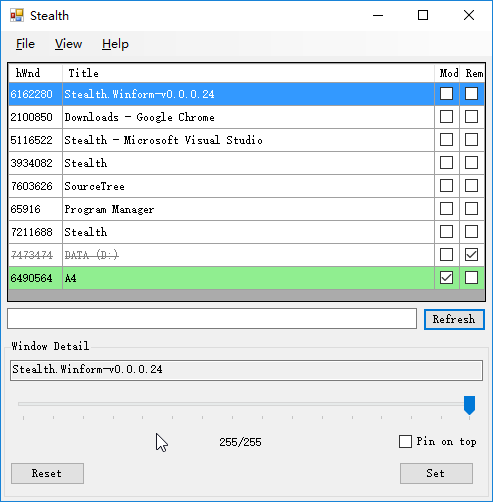 Stealth
File View Help
hWnd Title Mod Rem
6162280 Stealth.Winform-v0.0.0.24
2100850 Downloads - Google Chrome
5116522 Stealth - Microsoft Visual Studio
3934082 Stealth
7603626 SourceTree
65916 Program Manager
7211688 Stealth
7473474 DATA (D:)
6490564 A4
Refresh
Window Detail
Stealth.Winform-v0.0.0.24
255/255 Pin on top
Reset Set